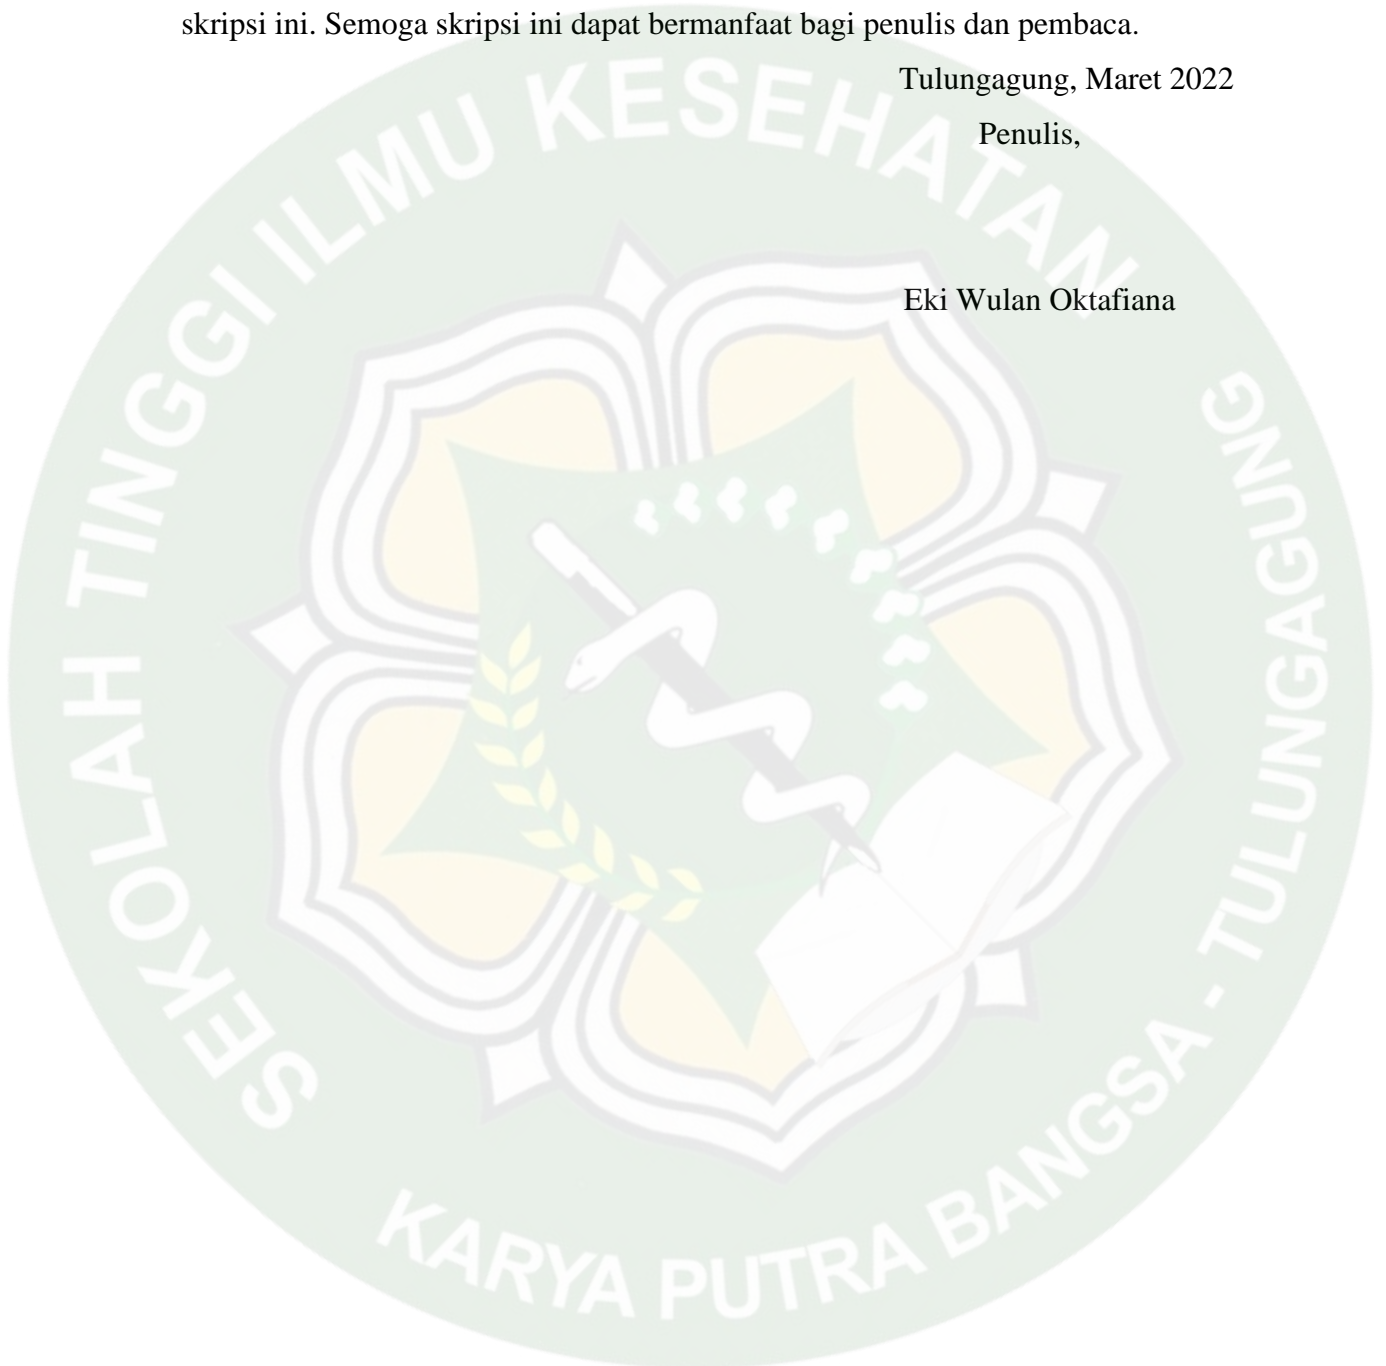 skripsi ini. Semoga skripsi ini dapat bermanfaat bagi penulis dan pembaca.
Tulungagung, Maret 2022
Penulis,
Eki Wulan Oktafiana
SEKOLAH TINGGI ILMU KESEHATAN
KARYA PUTRA BANGSA - TULUNGAGUNG